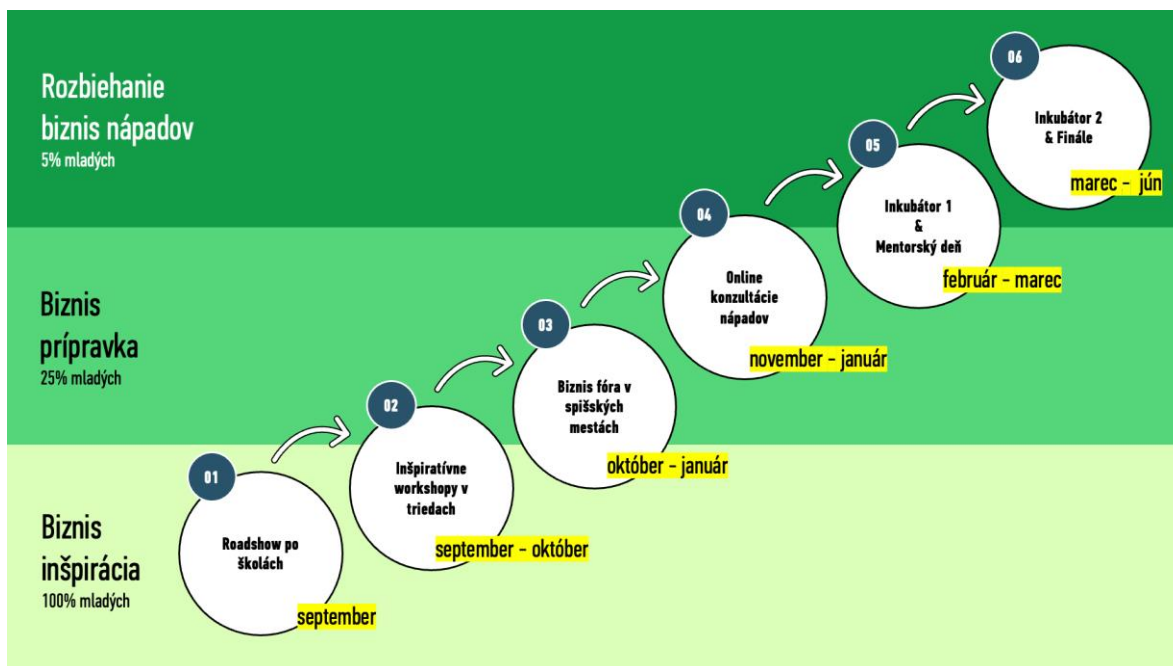 Rozbiehanie
biznis nápadov
5% mladých
Biznis
prípravka
25% mladých
Biznis
inšpirácia
100% mladých
01
Roadshow po
školách
september
02
Inšpiratívne
workshopy v
triedach
september - október
03
Biznis fóra v
spišských
mestách
október - január
04
Online
konzultácie
nápadov
november - január
05
Inkubátor 1
&
Mentorský deň
február - marec
06
Inkubátor 2
& Finále
marec - jún